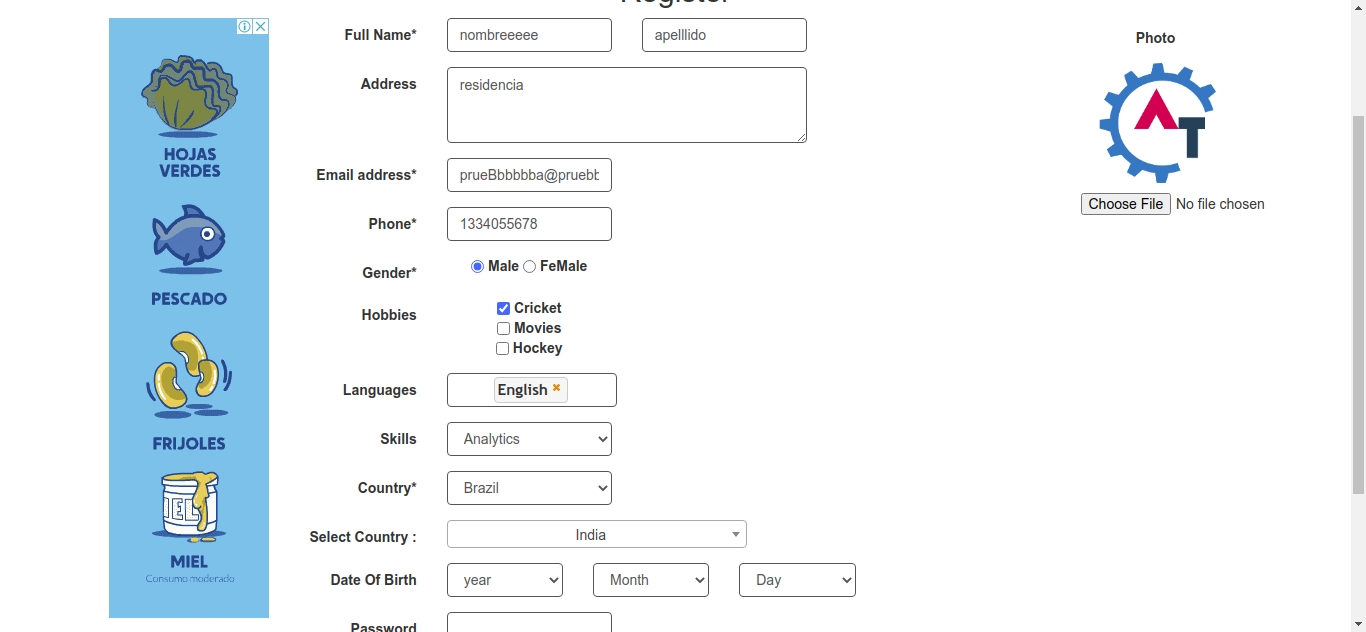 Register
Full Name* nombreeeee apelllido
Photo
HOJAS
VERDES
Address residencia
AT
Email address* prueBbbbbba@pruebb
Choose File No file chosen
PESCADO
Phone* 1334055678
Gender* Male FeMale
Hobbies Cricket
Movies
Hockey
FRIJOLES
Languages English ✖
Skills Analytics
Country* Brazil
MIEL
Consumo moderado
Select Country : India
Date Of Birth year Month Day
Password